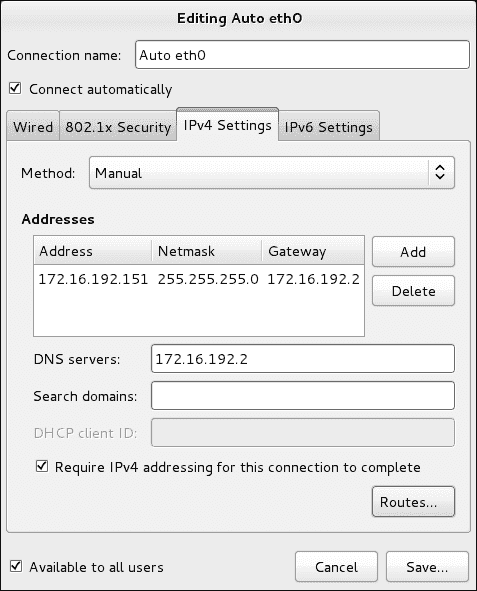 Editing Auto eth0
Connection name: Auto eth0
Connect automatically
Wired 802.1x Security IPv4 Settings IPv6 Settings
Method: Manual
Addresses
Address Netmask Gateway
172.16.192.151 255.255.255.0 172.16.192.2
Add
Delete
DNS servers: 172.16.192.2
Search domains:
DHCP client ID:
Require IPv4 addressing for this connection to complete
Routes...
Available to all users
Cancel
Save...